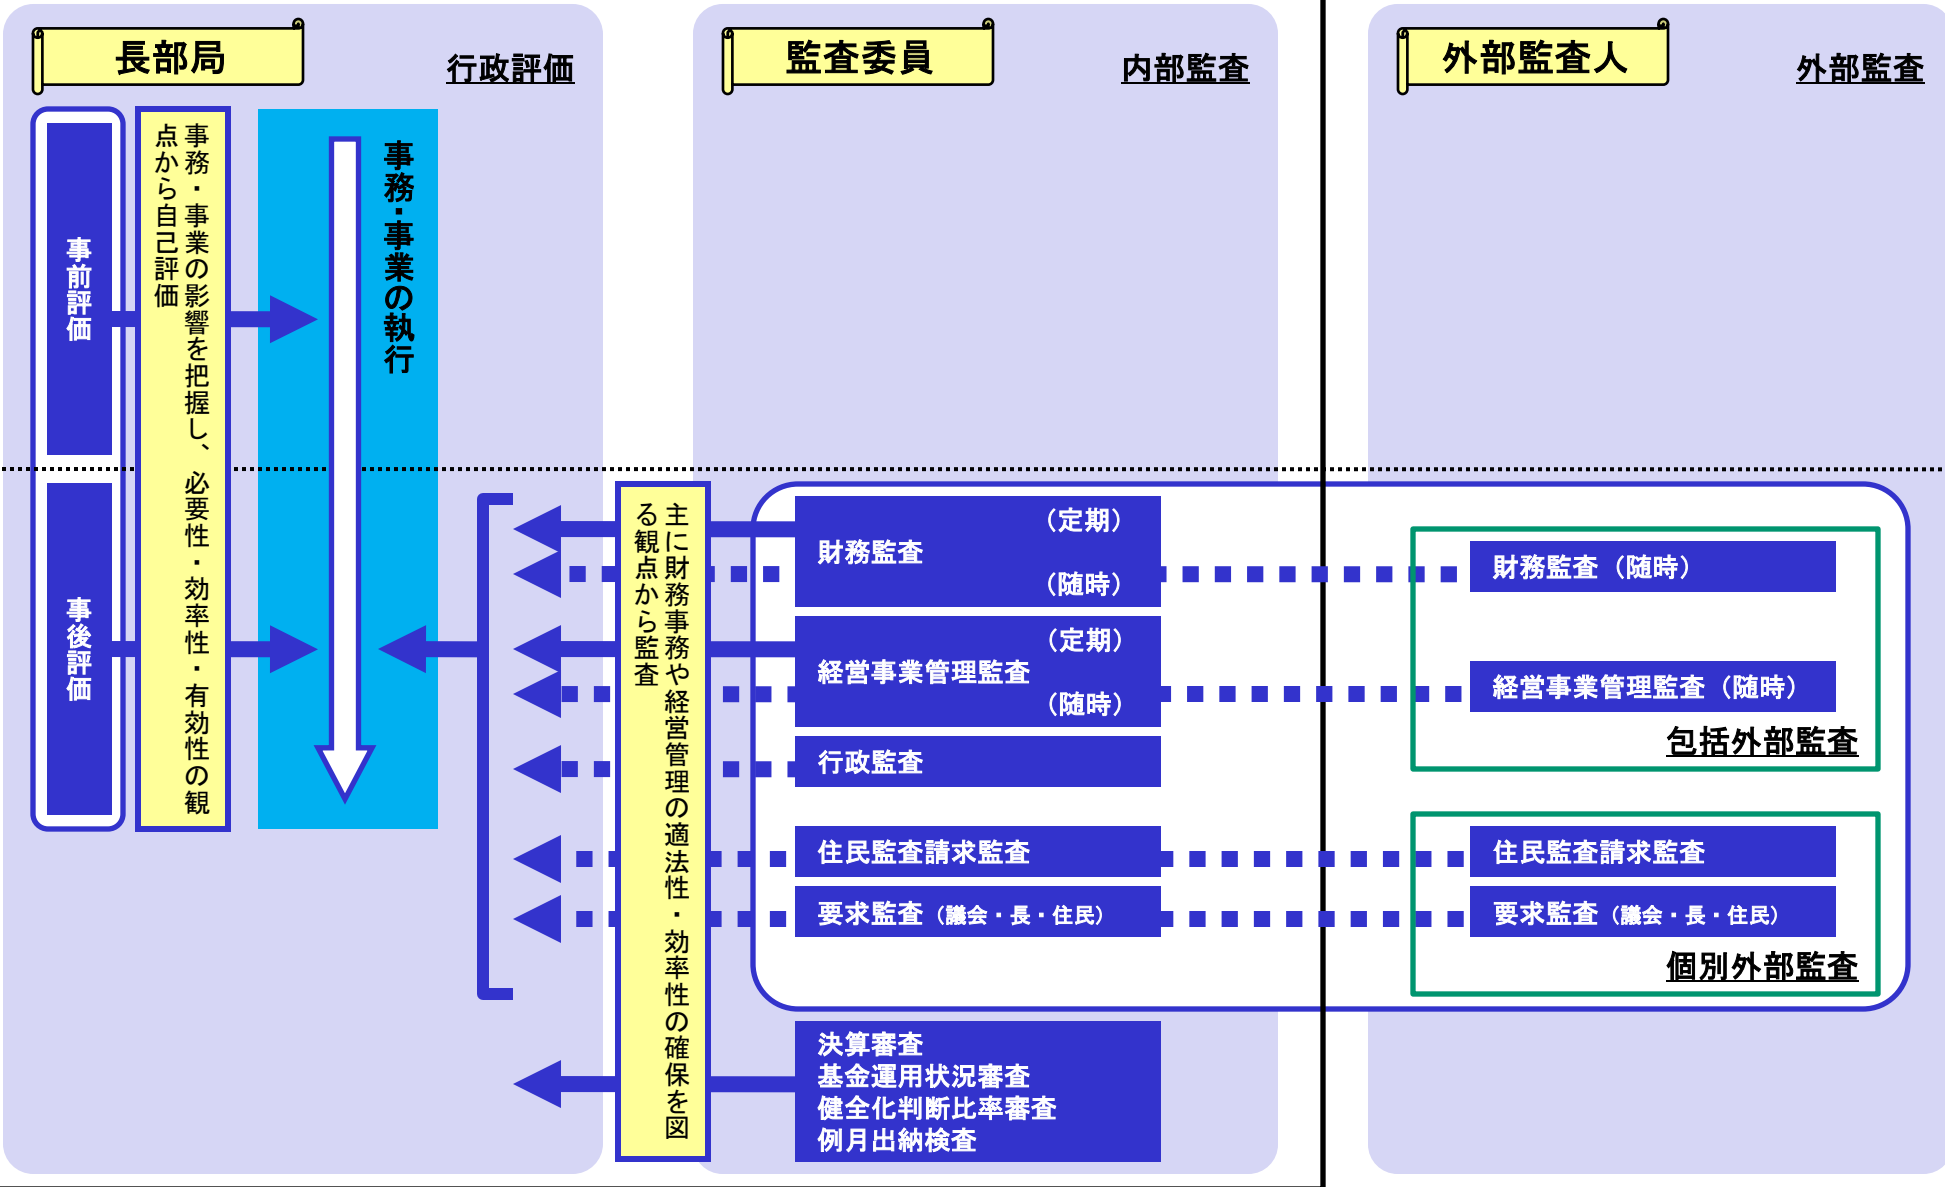 長部局
行政評価
監査委員
内部監査
外部監査人
外部監査
事前評価
事後評価
事務・事業の影響を把握し、必要性・効率性・有効性の観
点から自己評価
事務・事業の執行
主に財務事務や経営管理の適法性・効率性の確保を図
る観点から監査
（定期）
財務監査
（随時）
（定期）
経営事業管理監査
（随時）
行政監査
住民監査請求監査
要求監査（議会・長・住民）
決算審査
基金運用状況審査
健全化判断比率審査
例月出納検査
財務監査（随時）
経営事業管理監査（随時）
包括外部監査
住民監査請求監査
要求監査（議会・長・住民）
個別外部監査